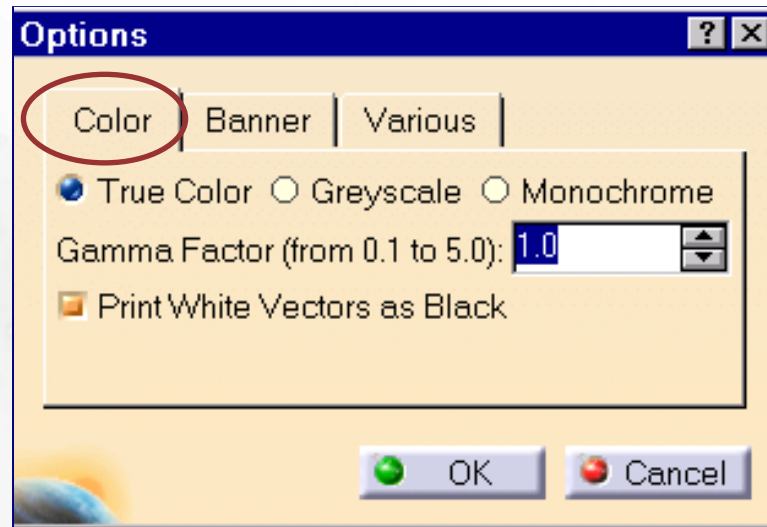 Options ? ×
Color Banner Various
True Color Greyscale Monochrome
Gamma Factor (from 0.1 to 5.0): 1.0
Print White Vectors as Black
OK Cancel